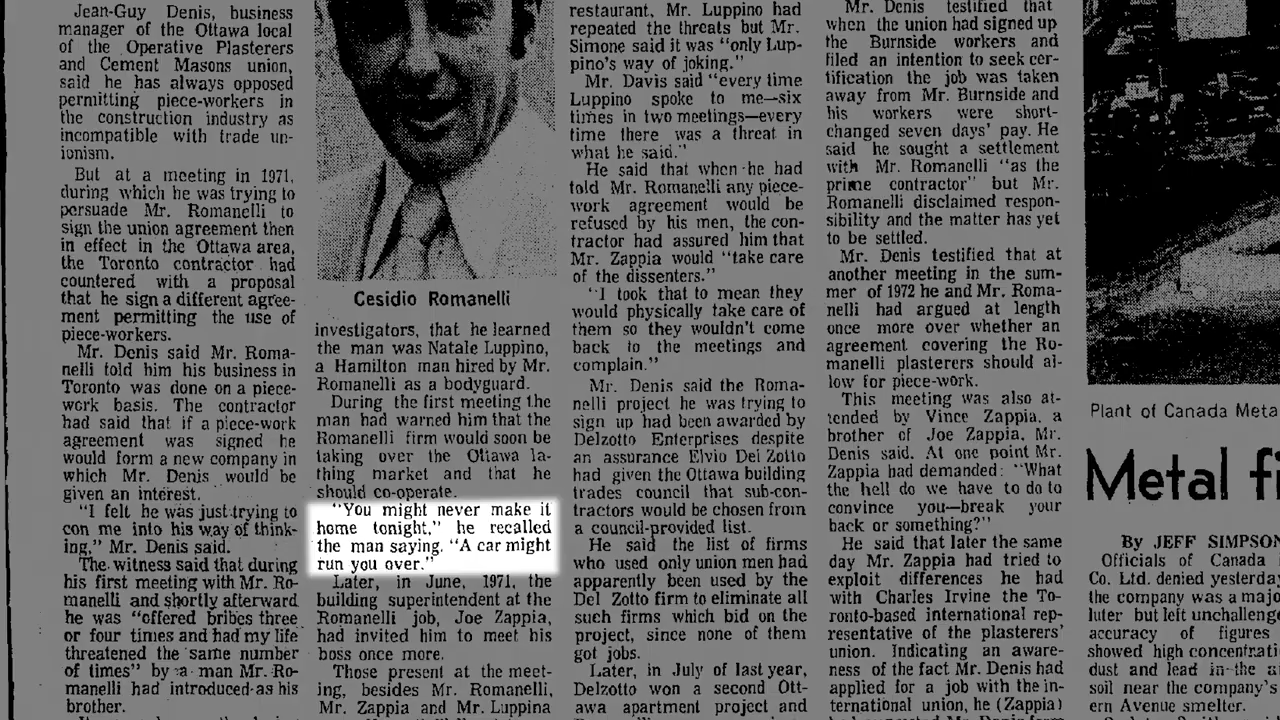 Jean-Guy Denis, business
manager of the Ottawa local
of the Operative Plasterers
and Cement Masons union,
said he has always opposed
permitting piece-workers in
the construction industry as
incompatible with trade un-
ionism.
But at a meeting in 1971,
during which he was trying to
persuade Mr. Romanelli to
sign the union agreement then
in effect in the Ottawa area,
the Toronto contractor had
countered with a proposal
that he sign a different agree-
ment permitting the use of
piece-workers.
Mr. Denis said Mr. Roma-
nelli told him his business in
Toronto was done on a piece-
work basis. The contractor
had said that if a piece-work
agreement was signed he
would form a new company in
which Mr. Denis would be
given an interest.
"I felt he was just trying to
con me into his way of think-
ing," Mr. Denis said.
The witness said that during
his first meeting with Mr. Ro-
manelli and shortly afterward
he was "offered bribes three
or four times and had my life
threatened the same number
of times" by a man Mr. Ro-
manelli had introduced as his
brother.
Cesidio Romanelli
investigators, that he learned
the man was Natale Luppino,
a Hamilton man hired by Mr.
Romanelli as a bodyguard.
During the first meeting the
man had warned him that the
Romanelli firm would soon be
taking over the Ottawa la-
thing market and that he
should co-operate.
"You might never make it
home tonight," he recalled
the man saying. "A car might
run you over."
Later, in June, 1971, the
building superintendent at the
Romanelli job, Joe Zappia,
had invited him to meet his
boss once more.
Those present at the meet-
ing, besides Mr. Romanelli,
Mr. Zappia and Mr. Luppina
restaurant, Mr. Luppino had
repeated the threats but Mr.
Simone said it was "only Lup-
pino's way of joking."
Mr. Davis said "every time
Luppino spoke to me—six
times in two meetings—every
time there was a threat in
what he said."
He said that when he had
told Mr. Romanelli any piece-
work agreement would be
refused by his men, the con-
tractor had assured him that
Mr. Zappia would "take care
of the dissenters."
"I took that to mean they
would physically take care of
them so they wouldn't come
back to the meetings and
complain."
Mr. Denis said the Roma-
nelli project he was trying to
sign up had been awarded by
Delzotto Enterprises despite
an assurance Elvio Del Zotto
had given the Ottawa building
trades council that sub-con-
tractors would be chosen from
a council-provided list.
He said the list of firms
who used only union men had
apparently been used by the
Del Zotto firm to eliminate all
such firms which bid on the
project, since none of them
got jobs.
Later, in July of last year,
Delzotto won a second Ott-
awa apartment project and
Mr. Denis testified that
when the union had signed up
the Burnside workers and
filed an intention to seek cer-
tification the job was taken
away from Mr. Burnside and
his workers were short-
changed seven days' pay. He
said he sought a settlement
with Mr. Romanelli "as the
prime contractor" but Mr.
Romanelli disclaimed respon-
sibility and the matter has yet
to be settled.
Mr. Denis testified that at
another meeting in the sum-
mer of 1972 he and Mr. Roma-
nelli had argued at length
once more over whether an
agreement covering the Ro-
manelli plasterers should al-
low for piece-work.
This meeting was also at-
tended by Vince Zappia, a
brother of Joe Zappia, Mr.
Denis said. At one point Mr.
Zappia had demanded: "What
the hell do we have to do to
convince you—break your
back or something?"
He said that later the same
day Mr. Zappia had tried to
exploit differences he had
with Charles Irvine the To-
ronto-based international rep-
resentative of the plasterers'
union. Indicating an aware-
ness of the fact Mr. Denis had
applied for a job with the in-
ternational union, he (Zappia)
Plant of Canada Meta
Metal fi
By JEFF SIMPSON
Officials of Canada
Co. Ltd. denied yesterday
the company was a majo
luter but left unchalleng
accuracy of figures
showed high concentratio
dust and lead in the a
soil near the company's
ern Avenue smelter.